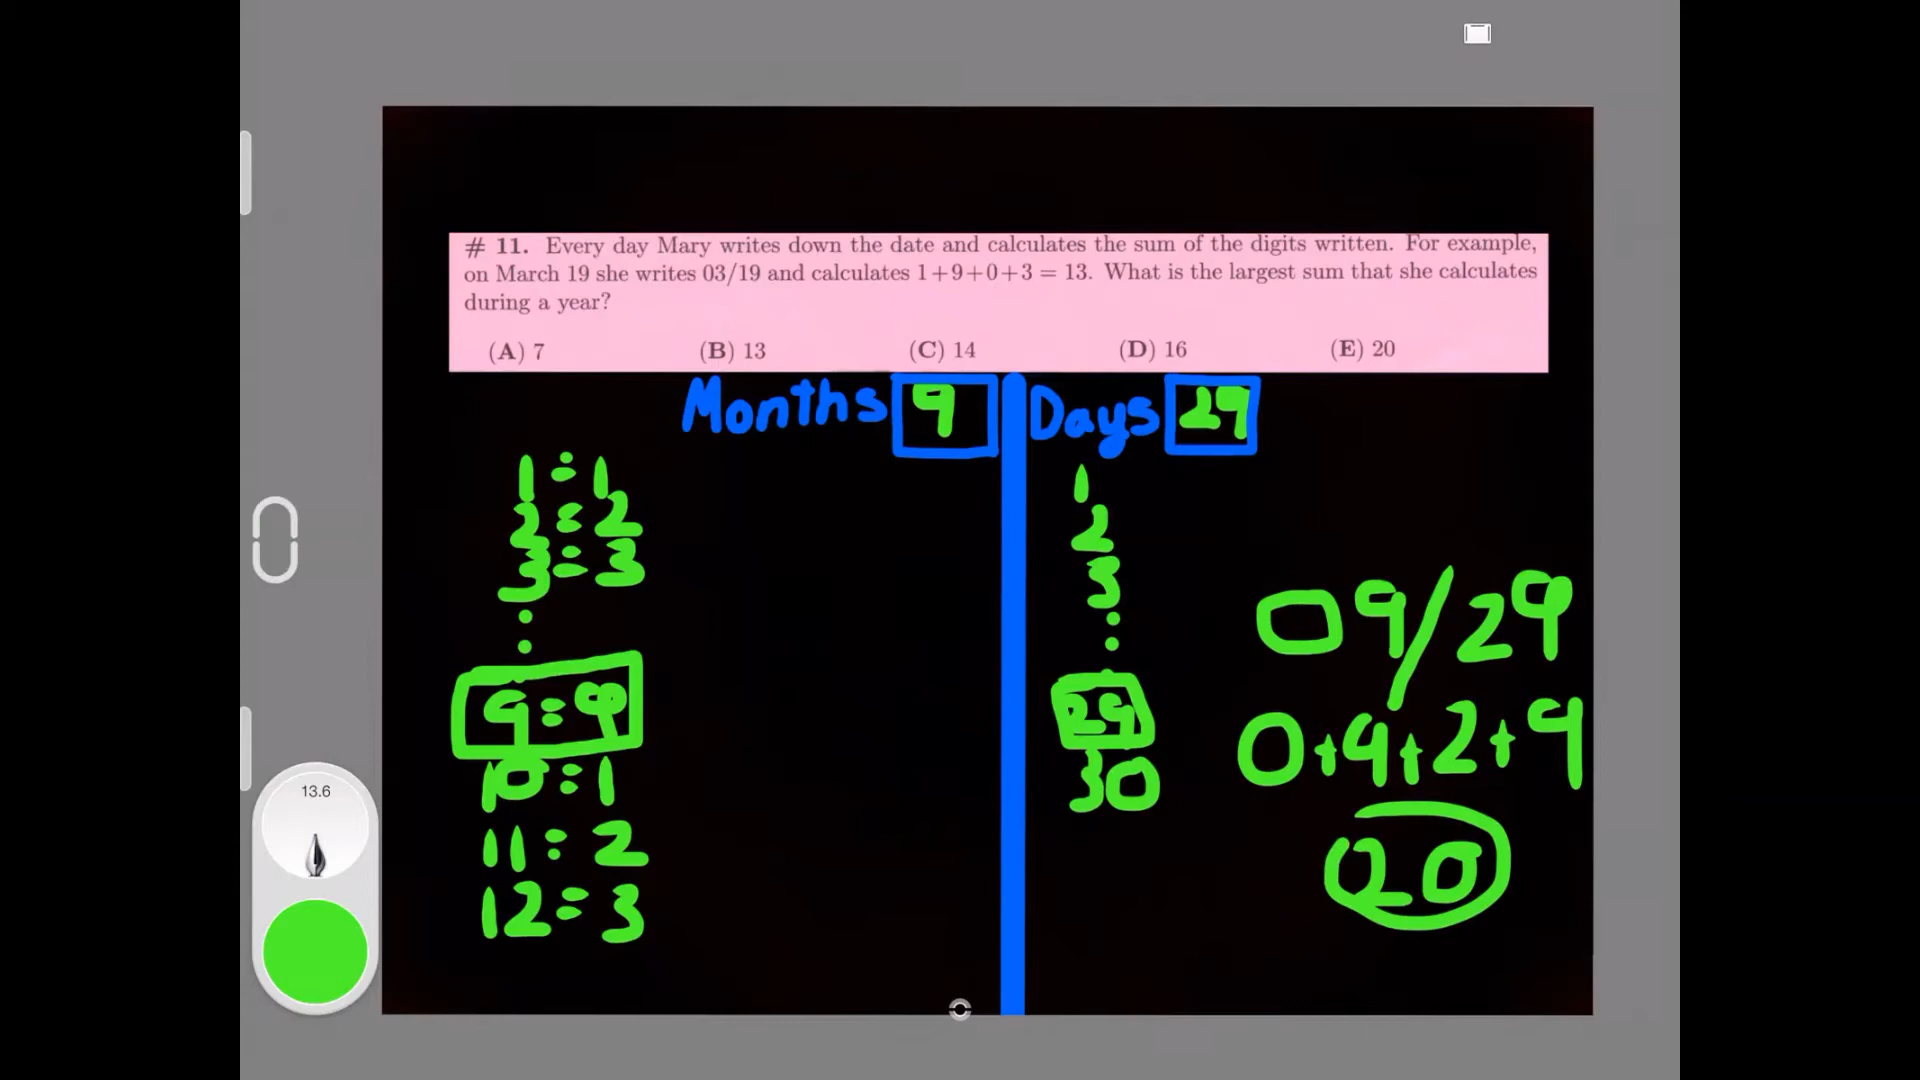 # 11. Every day Mary writes down the date and calculates the sum of the digits written. For example,
on March 19 she writes 03/19 and calculates 1+9+0+3 = 13. What is the largest sum that she calculates
during a year?
(A) 7 (B) 13 (C) 14 (D) 16 (E) 20
Months 9 Days 29
1 = 1
2 = 2
3 = 3
:
9 = 9
10 = 1
11 = 2
12 = 3
1
2
3
:
29
30
09/29
0+9+2+9
20
13.6